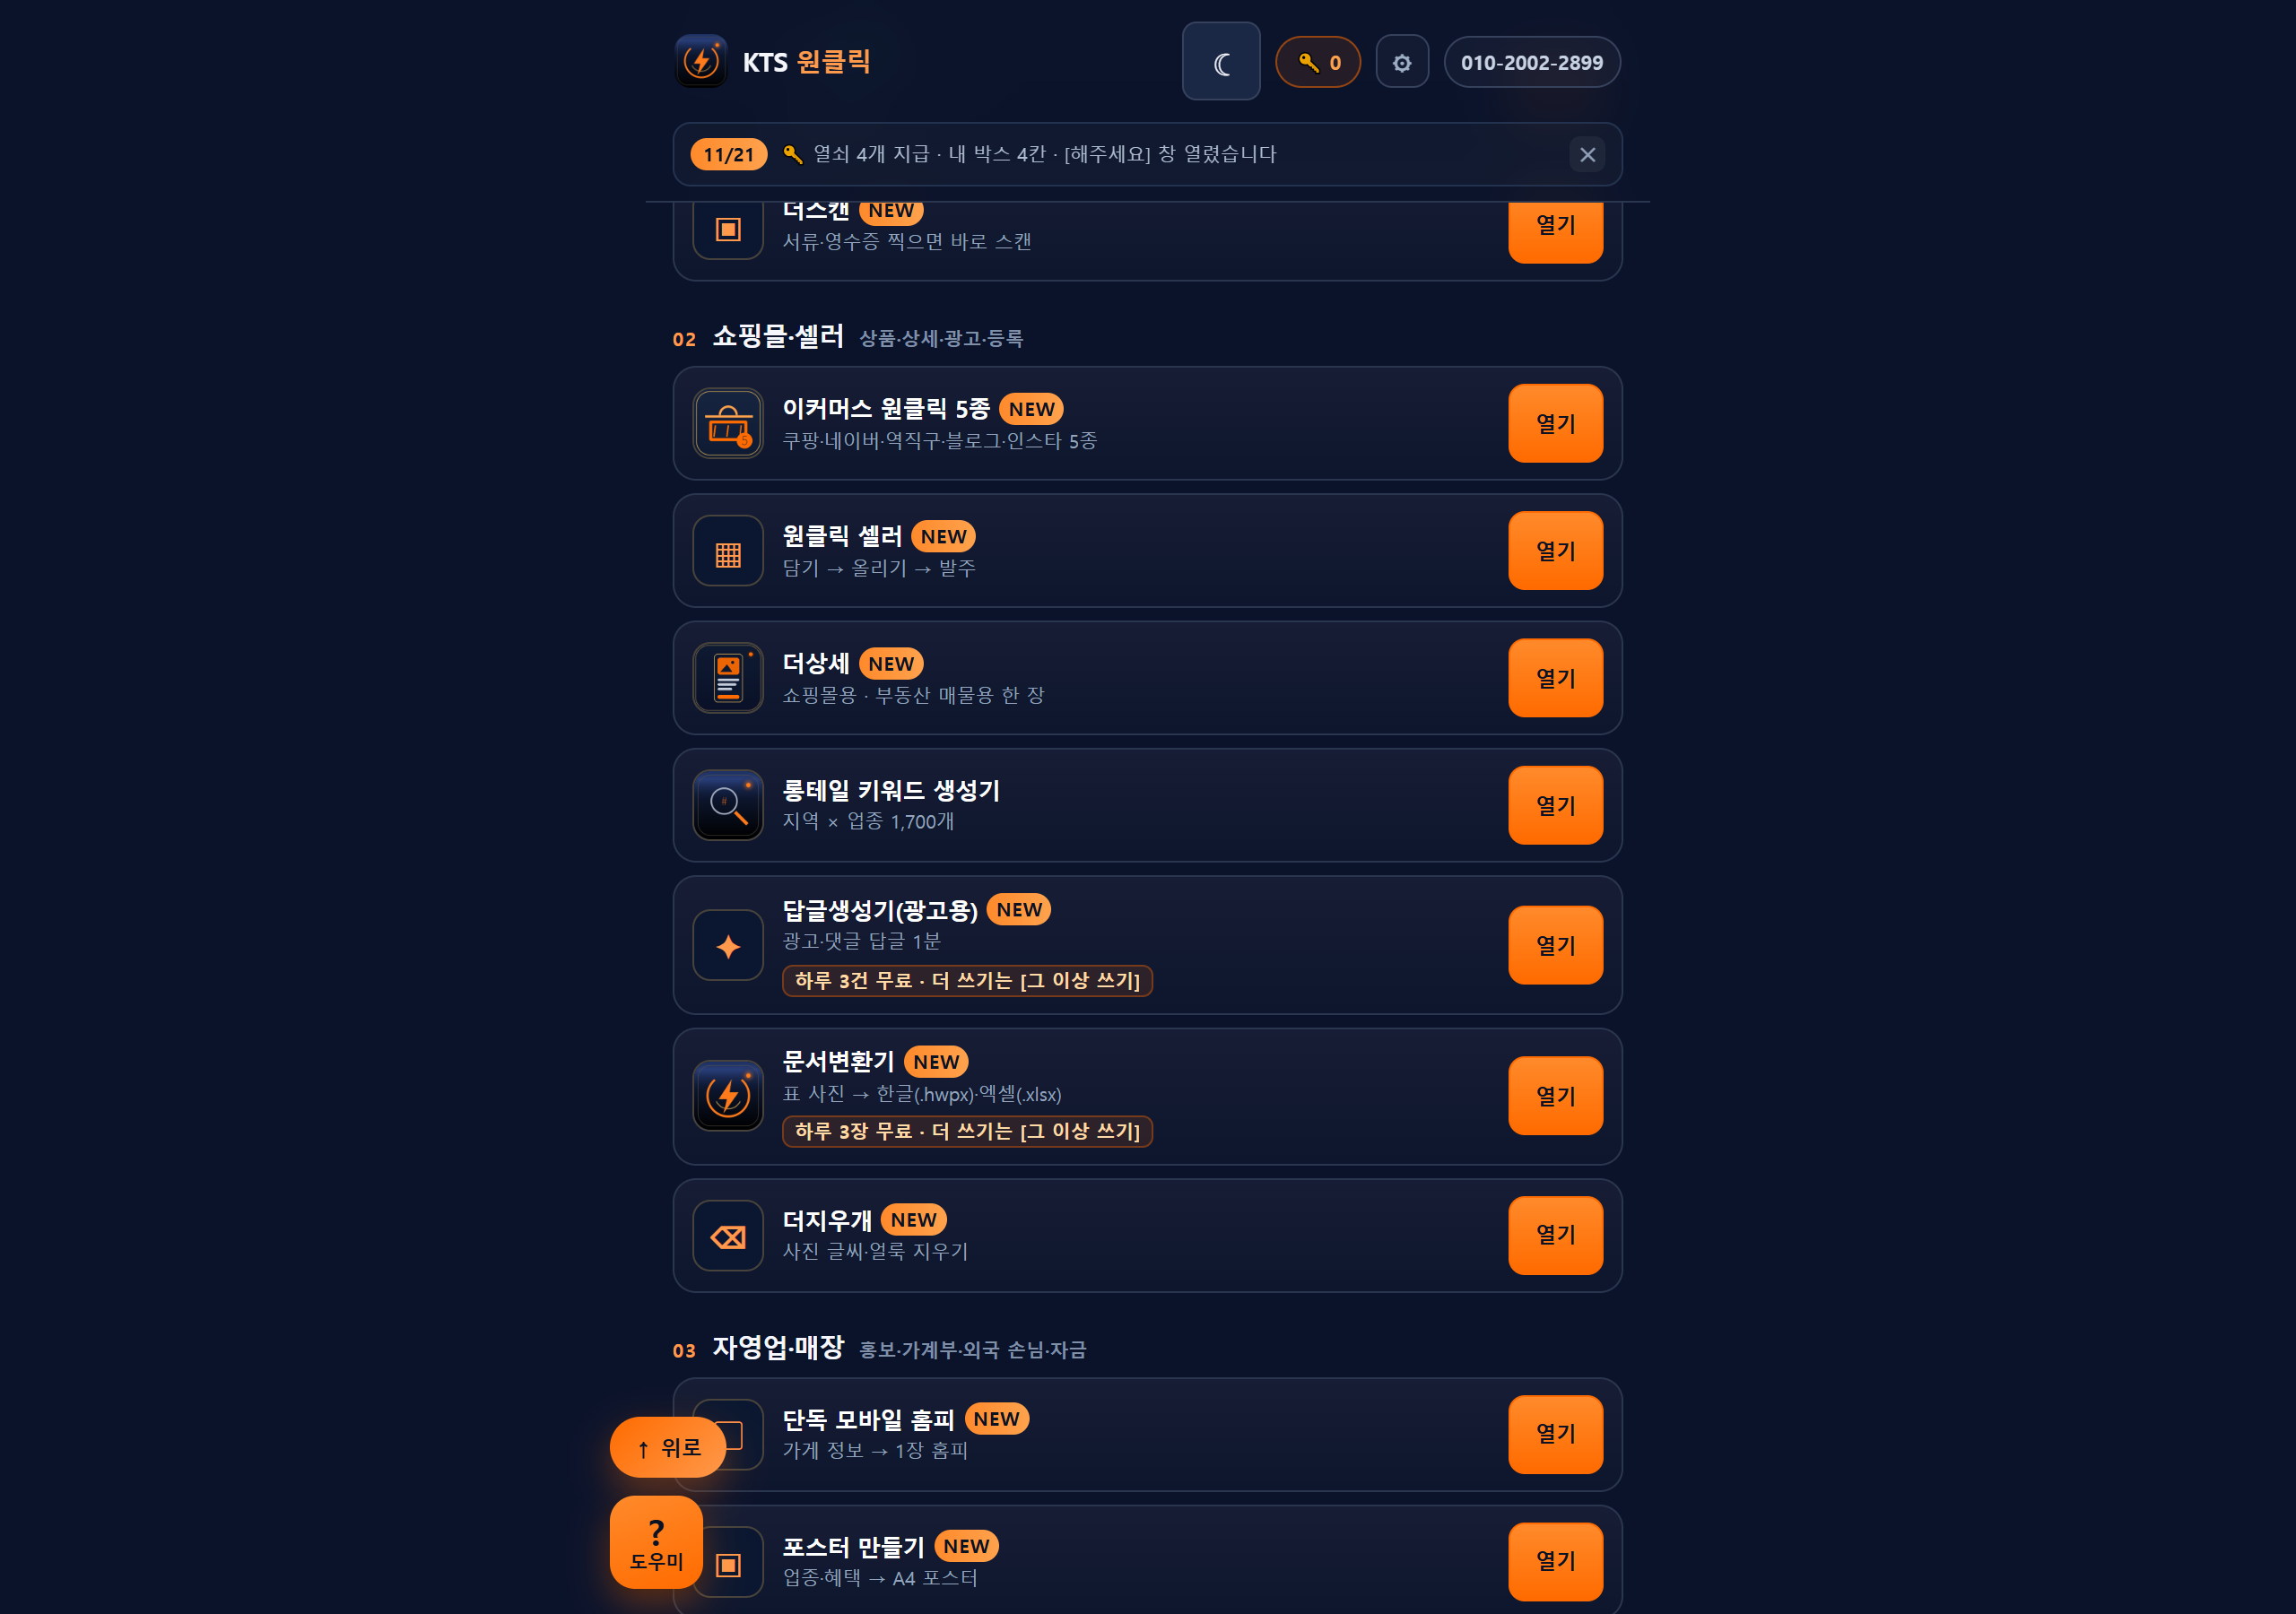 KTS 원클릭
☾
0
010-2002-2899
11/21 열쇠 4개 지급 · 내 박스 4칸 · [해주세요] 창 열렸습니다 ✕
더스캔 NEW
서류·영수증 찍으면 바로 스캔
열기
02 쇼핑몰·셀러 상품·상세·광고·등록
이커머스 원클릭 5종 NEW
쿠팡·네이버·역직구·블로그·인스타 5종
열기
원클릭 셀러 NEW
담기 → 올리기 → 발주
열기
더상세 NEW
쇼핑몰용 · 부동산 매물용 한 장
열기
롱테일 키워드 생성기
지역 × 업종 1,700개
열기
답글생성기(광고용) NEW
광고·댓글 답글 1분
하루 3건 무료 · 더 쓰기는 [그 이상 쓰기]
열기
문서변환기 NEW
표 사진 → 한글(.hwpx)·엑셀(.xlsx)
하루 3장 무료 · 더 쓰기는 [그 이상 쓰기]
열기
더지우개 NEW
사진 글씨·얼룩 지우기
열기
03 자영업·매장 홍보·가계부·외국 손님·자금
단독 모바일 홈피 NEW
가게 정보 → 1장 홈피
열기
↑ 위로
포스터 만들기 NEW
업종·혜택 → A4 포스터
열기
?
도우미